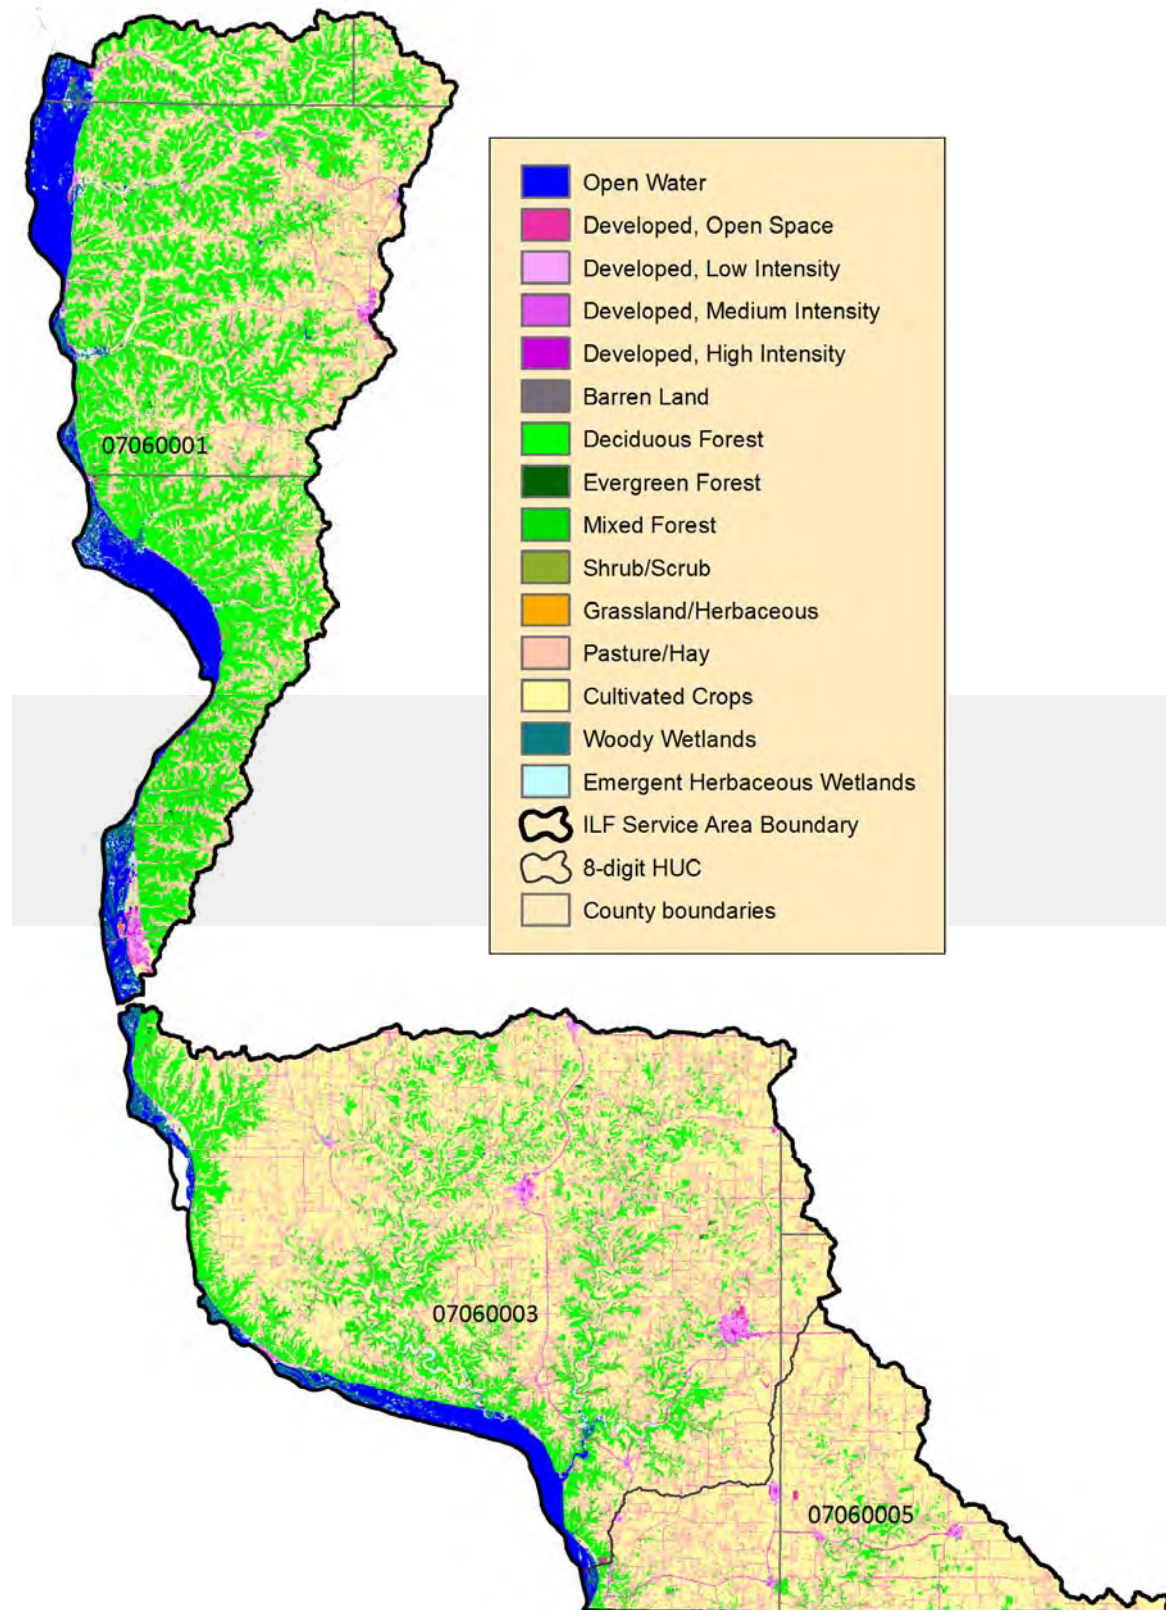 Open Water
Developed, Open Space
Developed, Low Intensity
Developed, Medium Intensity
Developed, High Intensity
Barren Land
Deciduous Forest
Evergreen Forest
Mixed Forest
Shrub/Scrub
Grassland/Herbaceous
Pasture/Hay
Cultivated Crops
Woody Wetlands
Emergent Herbaceous Wetlands
ILF Service Area Boundary
8-digit HUC
County boundaries
07060001
07060003
07060005